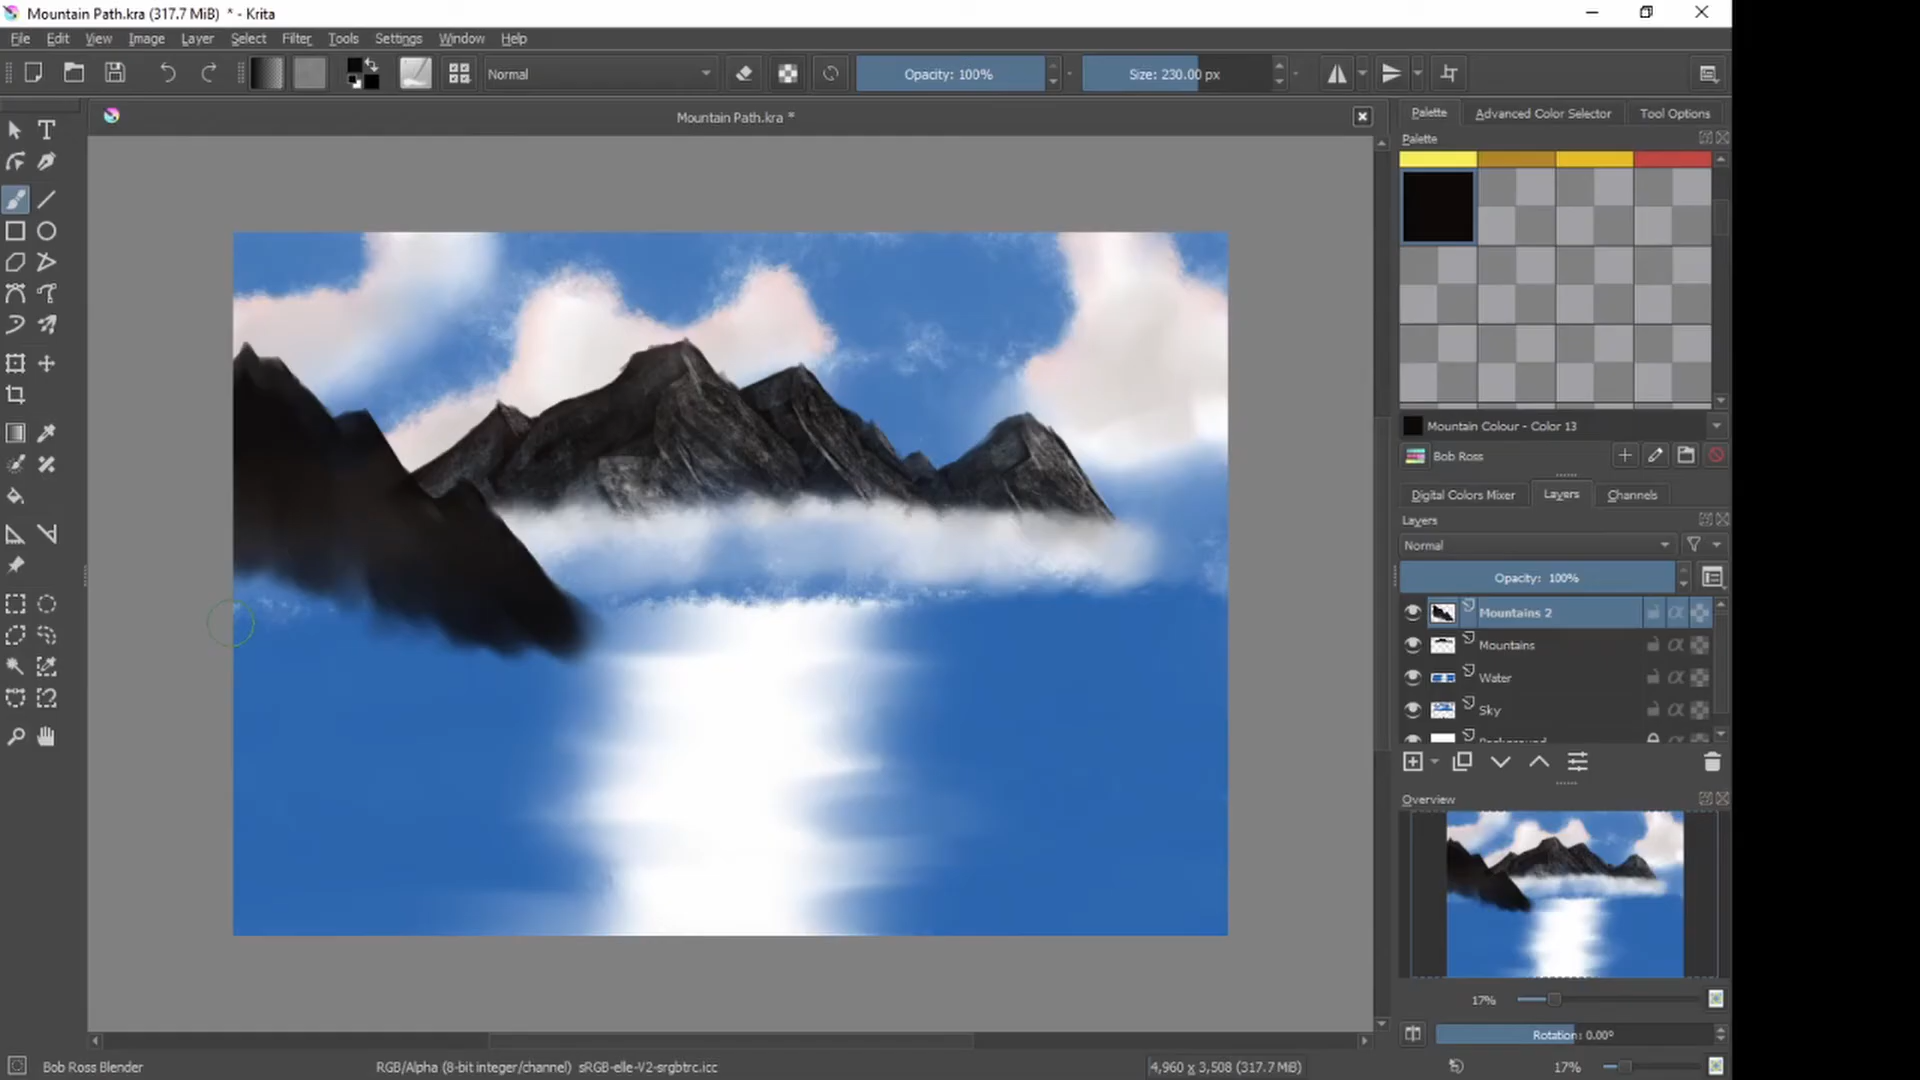 Mountain Path.kra (317.7 MiB) * - Krita
File Edit View Image Layer Select Filter Tools Settings Window Help
Normal
Opacity: 100%
Size: 230.00 px
Mountain Path.kra *
Palette
Advanced Color Selector
Tool Options
Palette
Mountain Colour - Color 13
Bob Ross
Digital Colors Mixer
Layers
Channels
Layers
Normal
Opacity: 100%
Mountains 2
Mountains
Water
Sky
Background
Overview
17%
Rotation: 0.00°
Bob Ross Blender
RGB/Alpha (8-bit integer/channel) sRGB-elle-V2-srgbtrc.icc
4,960 x 3,508 (317.7 MiB)
17%